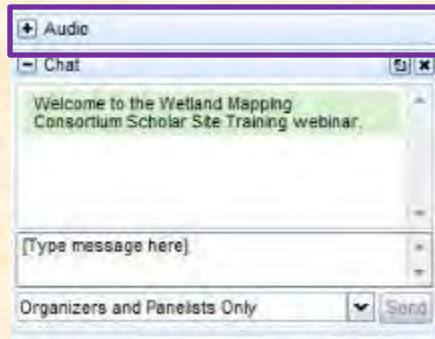 Audio
Chat
Welcome to the Wetland Mapping
Consortium Scholar Site Training webinar.
[Type message here]
Organizers and Panelists Only
Send